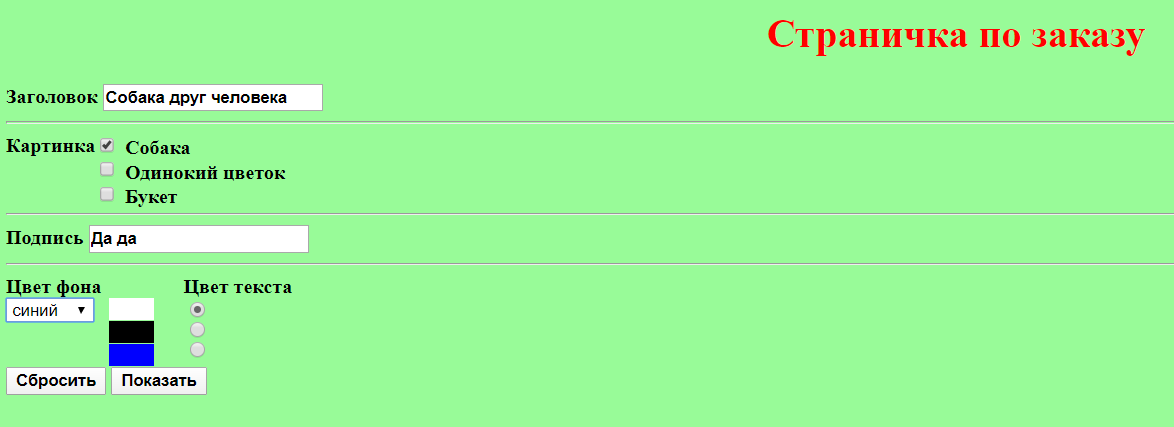 Страничка по заказу
Заголовок Собака друг человека
Картинка Собака
Одинокий цветок
Букет
Подпись Да да
Цвет фона Цвет текста
синий
Сбросить Показать